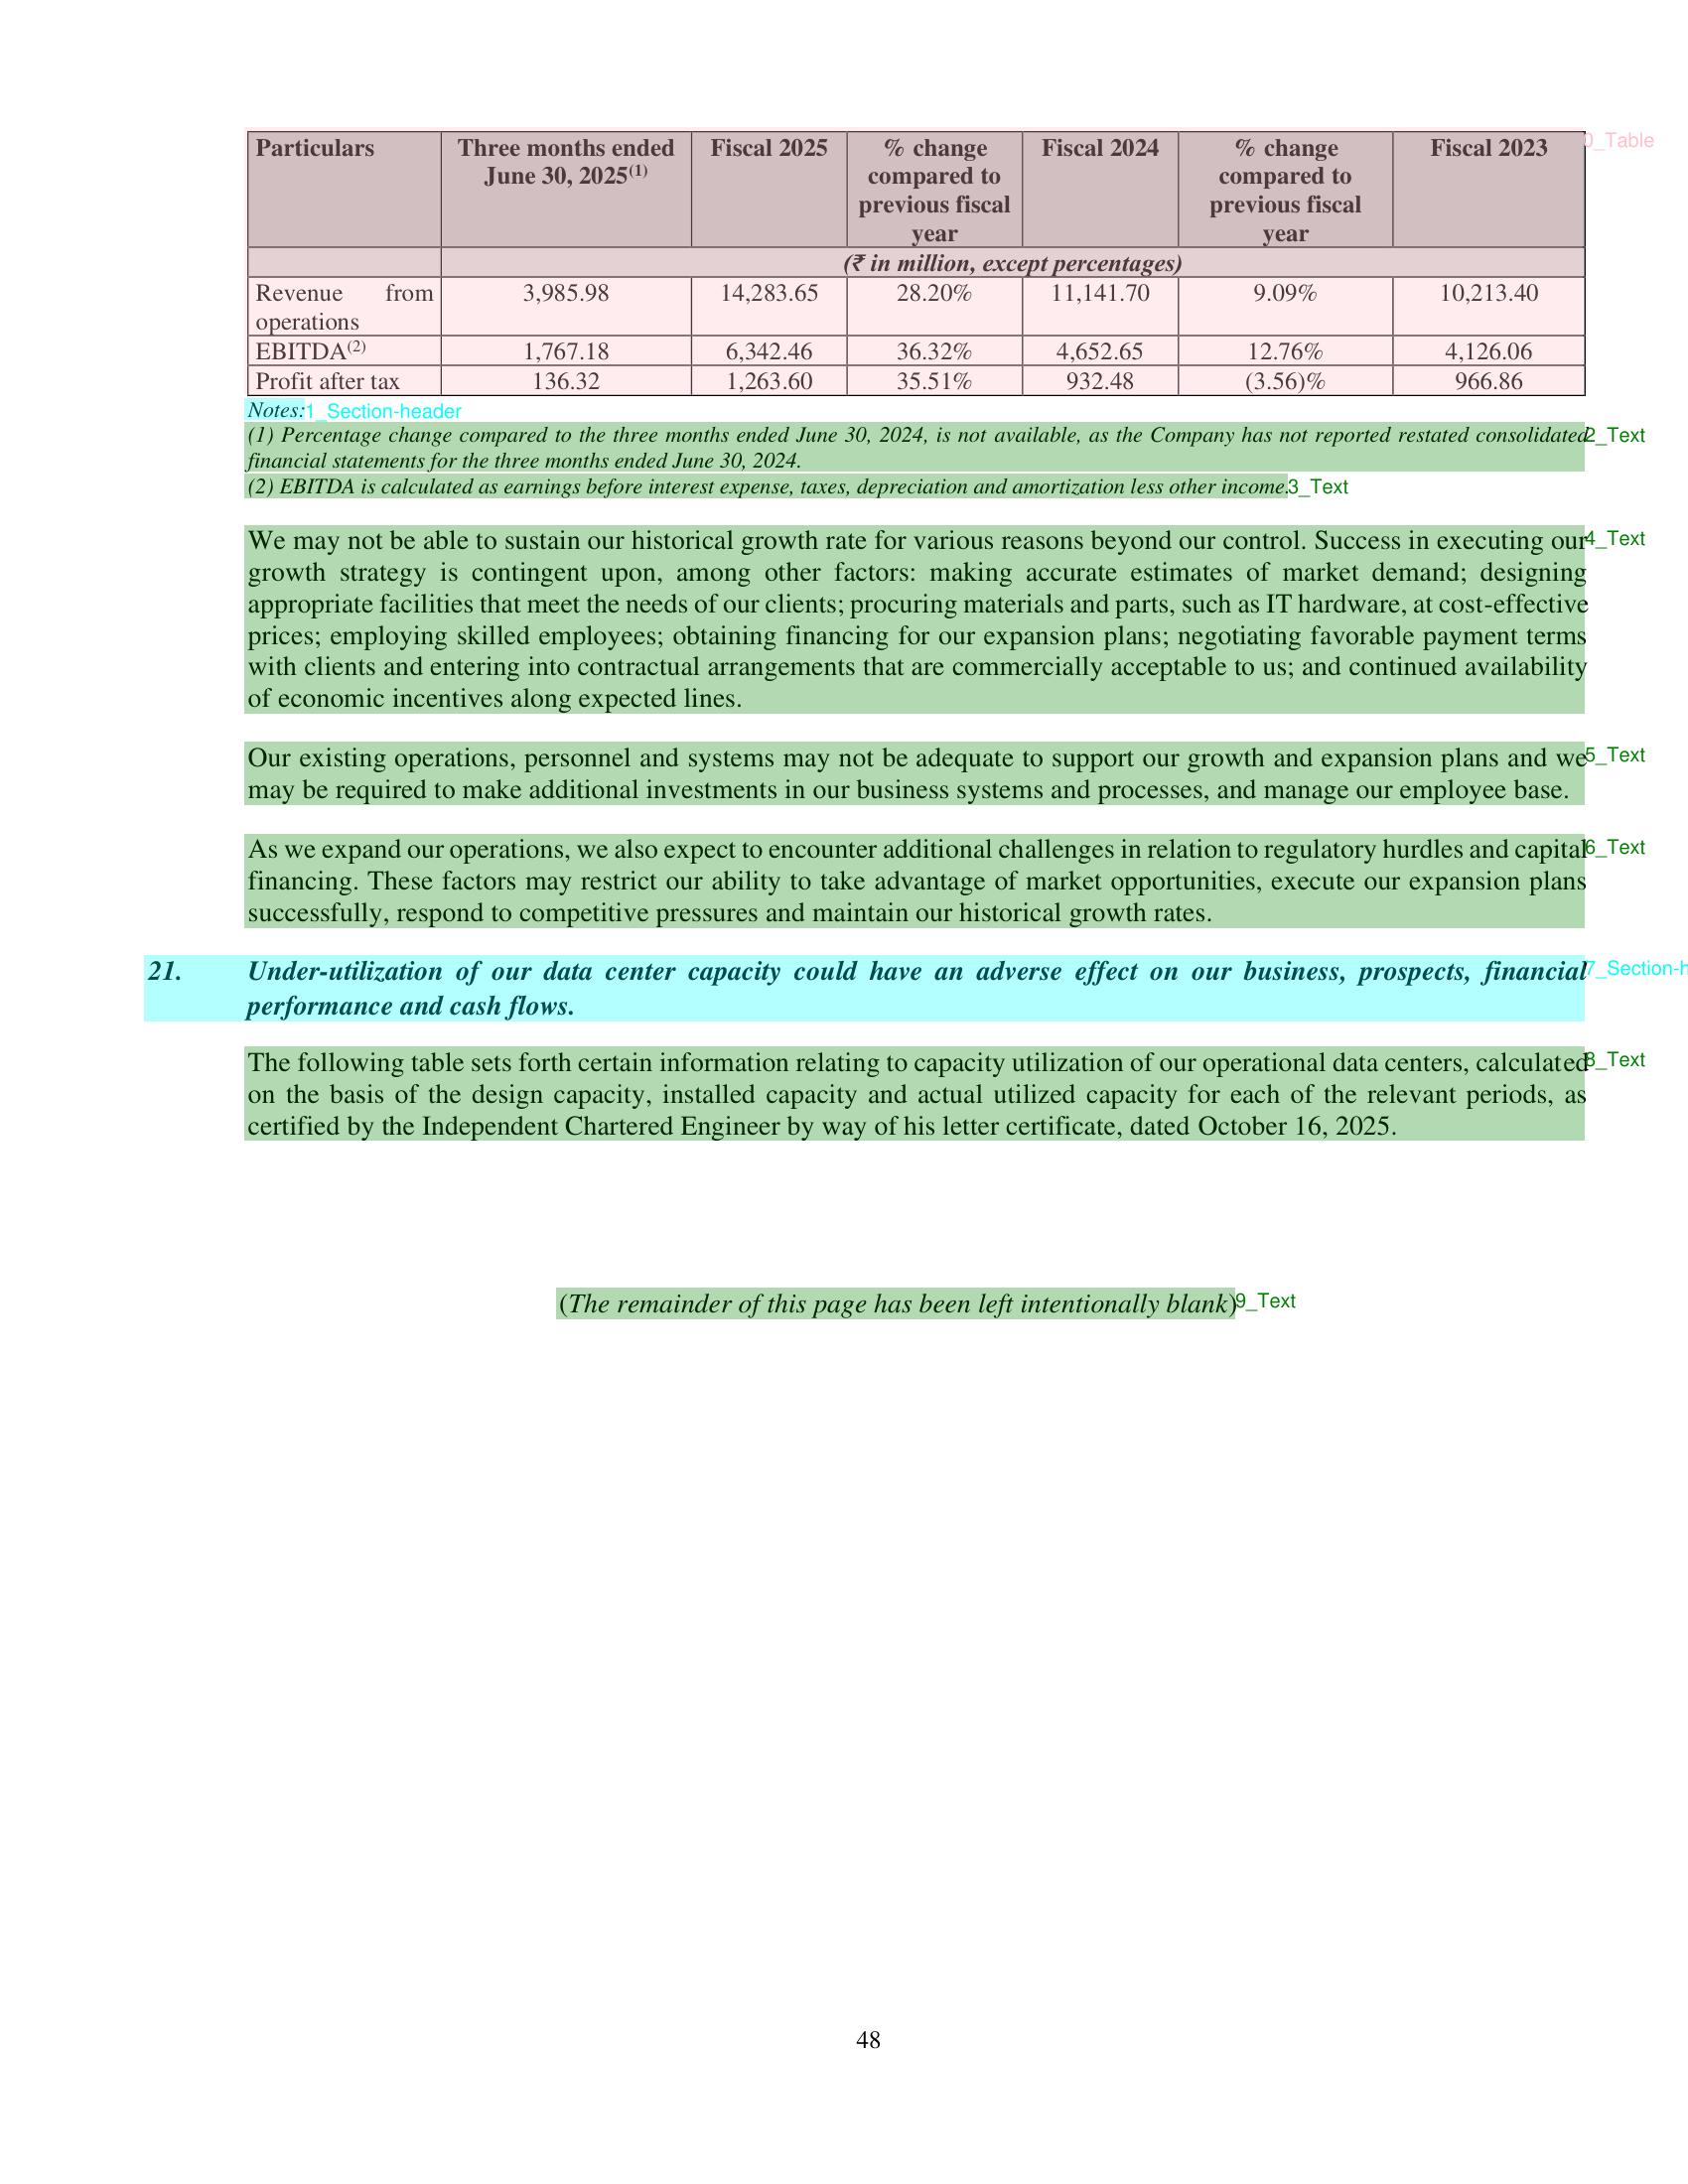 Particulars Three months ended June 30, 2025(1) Fiscal 2025 % change compared to previous fiscal year Fiscal 2024 % change compared to previous fiscal year Fiscal 2023
0_Table
(₹ in million, except percentages)
Revenue from operations 3,985.98 14,283.65 28.20% 11,141.70 9.09% 10,213.40
EBITDA(2) 1,767.18 6,342.46 36.32% 4,652.65 12.76% 4,126.06
Profit after tax 136.32 1,263.60 35.51% 932.48 (3.56)% 966.86
Notes: 1_Section-header
(1) Percentage change compared to the three months ended June 30, 2024, is not available, as the Company has not reported restated consolidated 2_Text
financial statements for the three months ended June 30, 2024.
(2) EBITDA is calculated as earnings before interest expense, taxes, depreciation and amortization less other income. 3_Text
We may not be able to sustain our historical growth rate for various reasons beyond our control. Success in executing our 4_Text
growth strategy is contingent upon, among other factors: making accurate estimates of market demand; designing
appropriate facilities that meet the needs of our clients; procuring materials and parts, such as IT hardware, at cost-effective
prices; employing skilled employees; obtaining financing for our expansion plans; negotiating favorable payment terms
with clients and entering into contractual arrangements that are commercially acceptable to us; and continued availability
of economic incentives along expected lines.
Our existing operations, personnel and systems may not be adequate to support our growth and expansion plans and we 5_Text
may be required to make additional investments in our business systems and processes, and manage our employee base.
As we expand our operations, we also expect to encounter additional challenges in relation to regulatory hurdles and capital 6_Text
financing. These factors may restrict our ability to take advantage of market opportunities, execute our expansion plans
successfully, respond to competitive pressures and maintain our historical growth rates.
21. Under-utilization of our data center capacity could have an adverse effect on our business, prospects, financial 7_Section-h
performance and cash flows.
The following table sets forth certain information relating to capacity utilization of our operational data centers, calculated 8_Text
on the basis of the design capacity, installed capacity and actual utilized capacity for each of the relevant periods, as
certified by the Independent Chartered Engineer by way of his letter certificate, dated October 16, 2025.
(The remainder of this page has been left intentionally blank) 9_Text
48